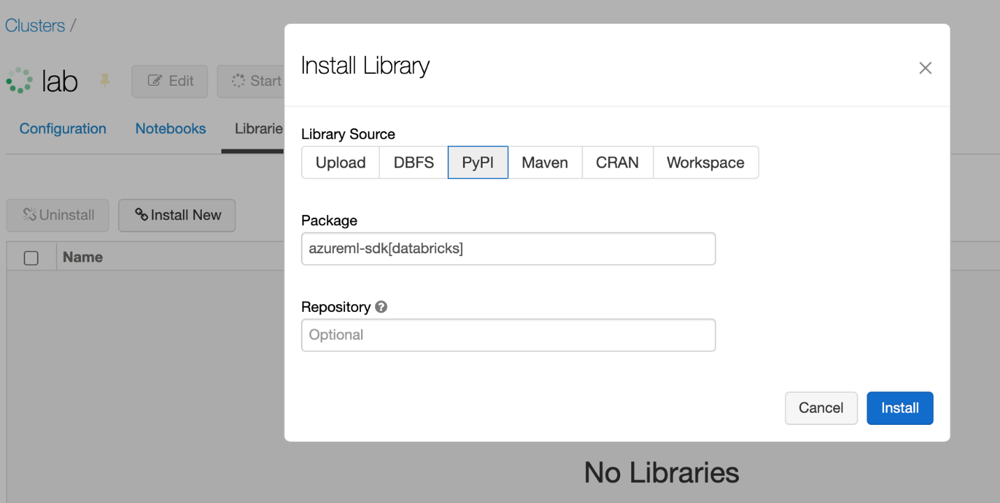 Clusters /
lab
Edit
Start
Configuration
Notebooks
Librarie
Uninstall
Install New
Name
Install Library
Library Source
Upload
DBFS
PyPI
Maven
CRAN
Workspace
Package
azureml-sdk[databricks]
Repository ?
Optional
Cancel
Install
No Libraries